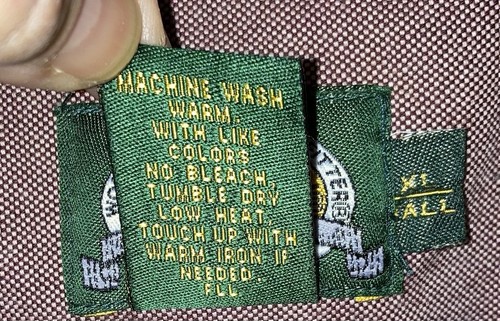 MACHINE WASH
WARM.
WITH LIKE
COLORS
NO BLEACH,
TUMBLE DRY
LOW HEAT,
TOUCH UP WITH
WARM IRON IF
NEEDED.
FLL
XL